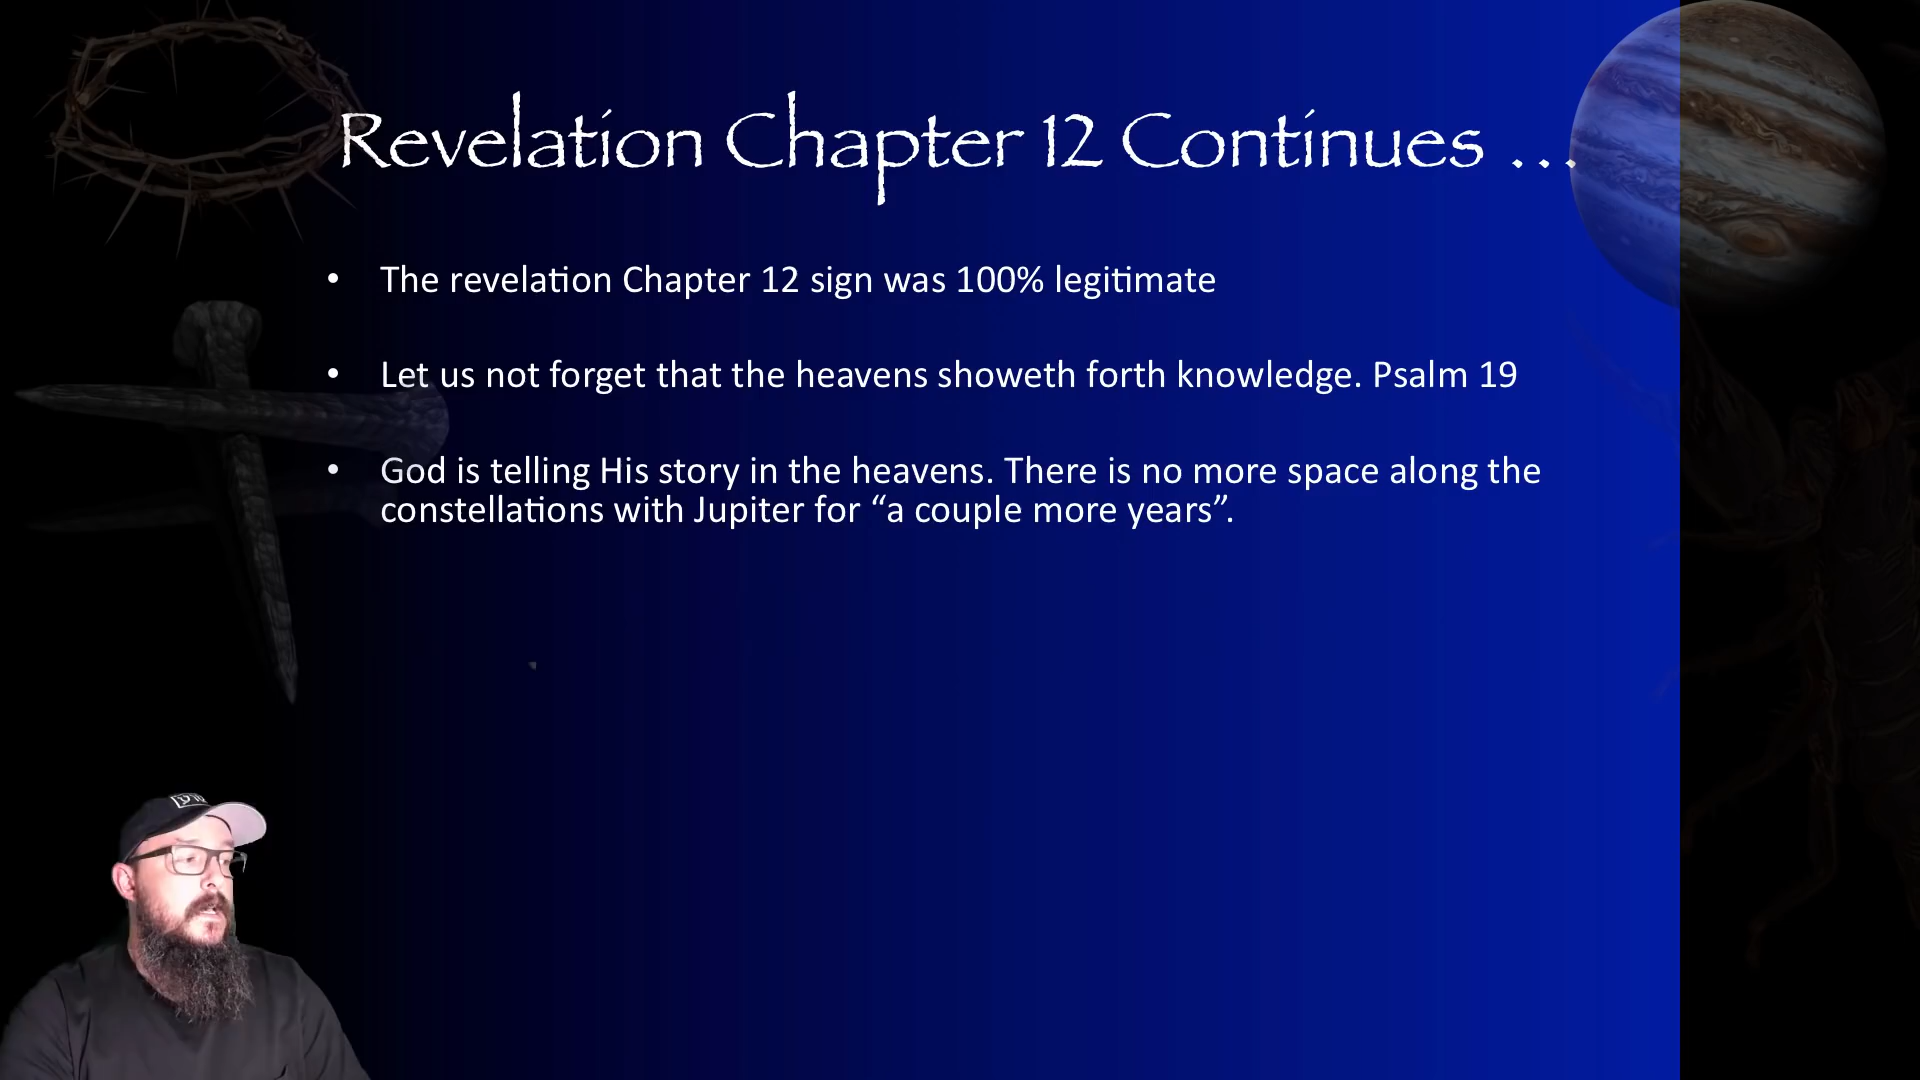 Revelation Chapter 12 Continues …
• The revelation Chapter 12 sign was 100% legitimate
• Let us not forget that the heavens showeth forth knowledge. Psalm 19
• God is telling His story in the heavens. There is no more space along the
constellations with Jupiter for “a couple more years”.